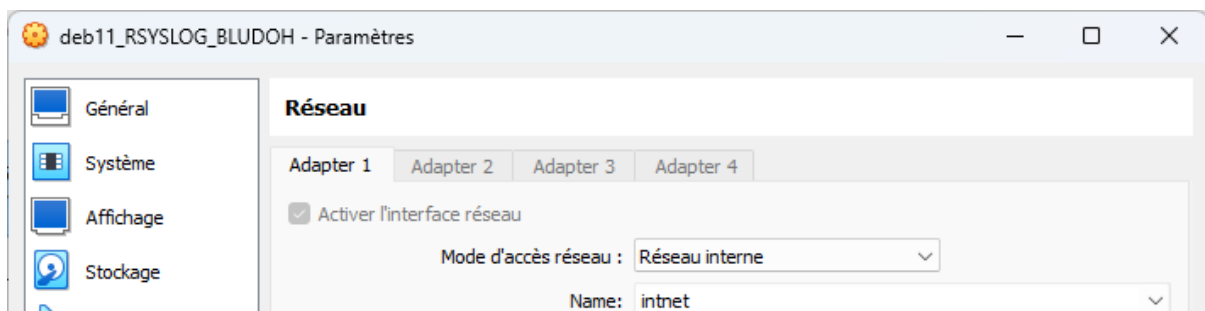 deb11_RSYSLOG_BLUDOH - Paramètres
Général
Système
Affichage
Stockage
Réseau
Adapter 1 Adapter 2 Adapter 3 Adapter 4
Activer l'interface réseau
Mode d'accès réseau : Réseau interne
Name: intnet